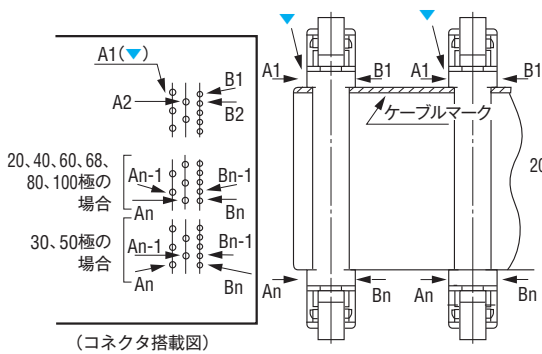 A1(▼)
A2
B1
B2
20、40、60、68、
80、100極の
場合
An-1
An
Bn-1
Bn
30、50極の
場合
An-1
An
Bn-1
Bn
(コネクタ搭載図)
A1
B1
A1
B1
ケーブルマーク
20
An
Bn
An
Bn